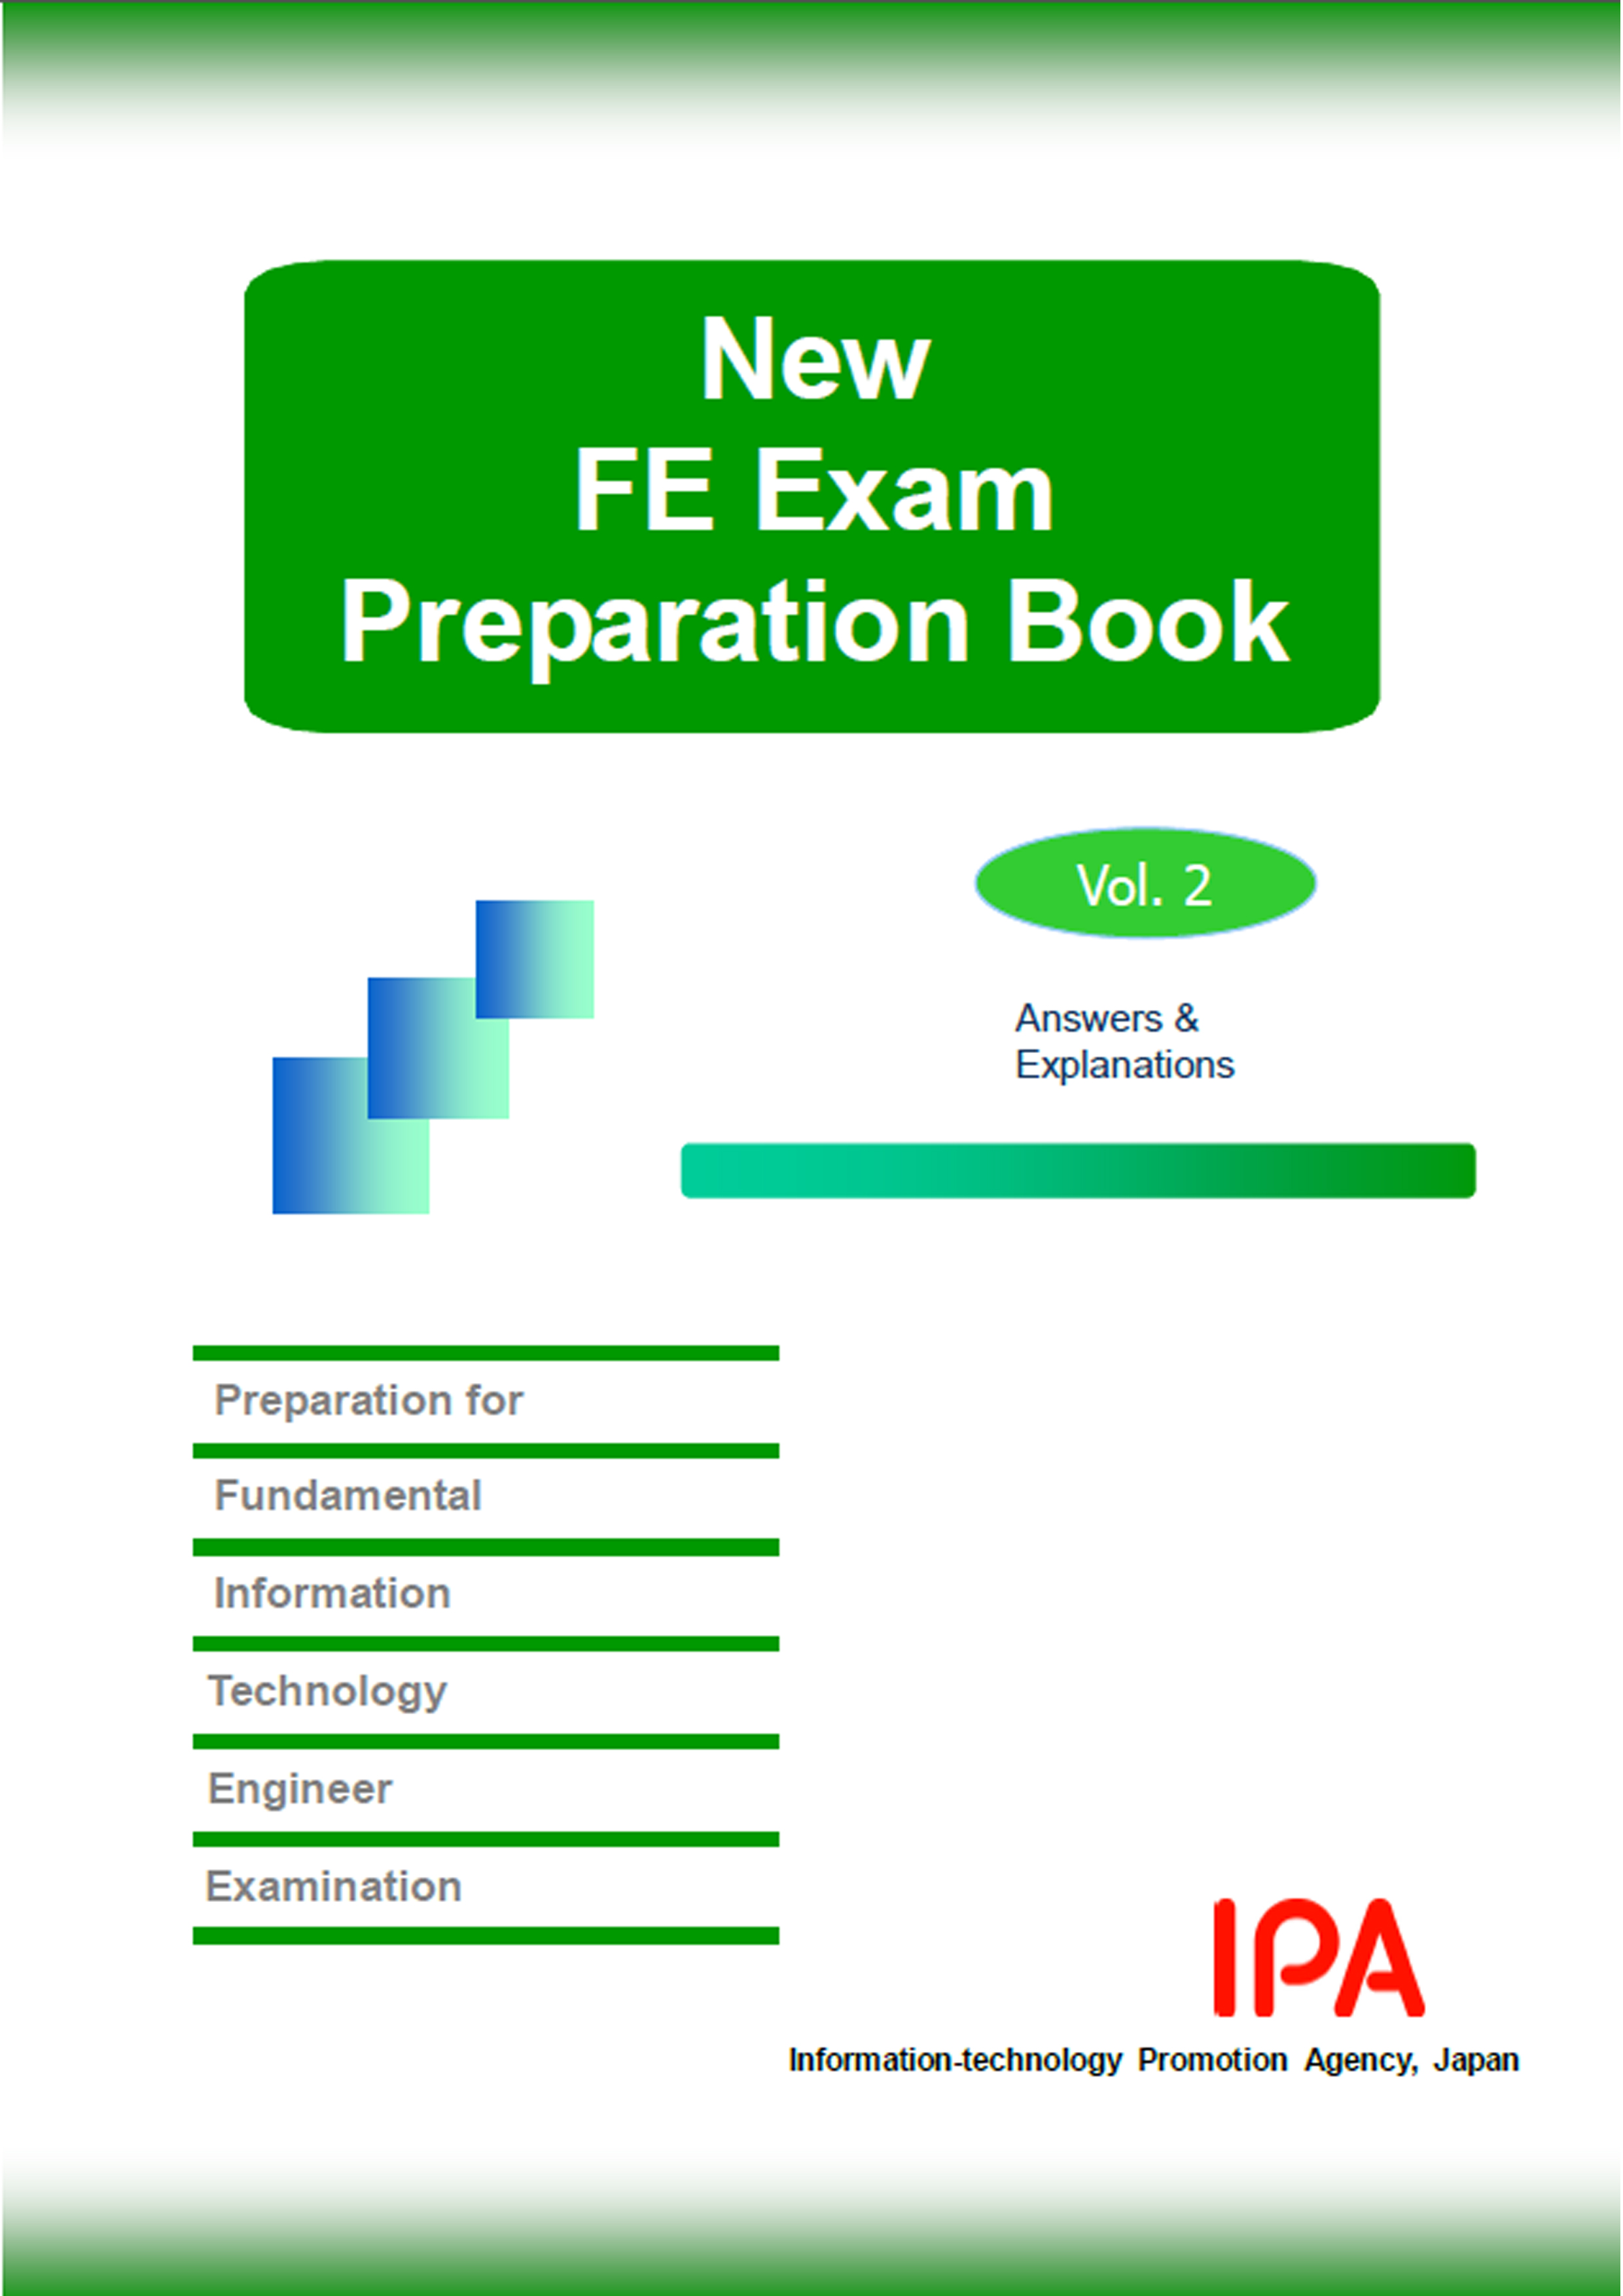 New
FE Exam
Preparation Book
Vol. 2
Answers &
Explanations
Preparation for
Fundamental
Information
Technology
Engineer
Examination
IPA
Information-technology Promotion Agency, Japan